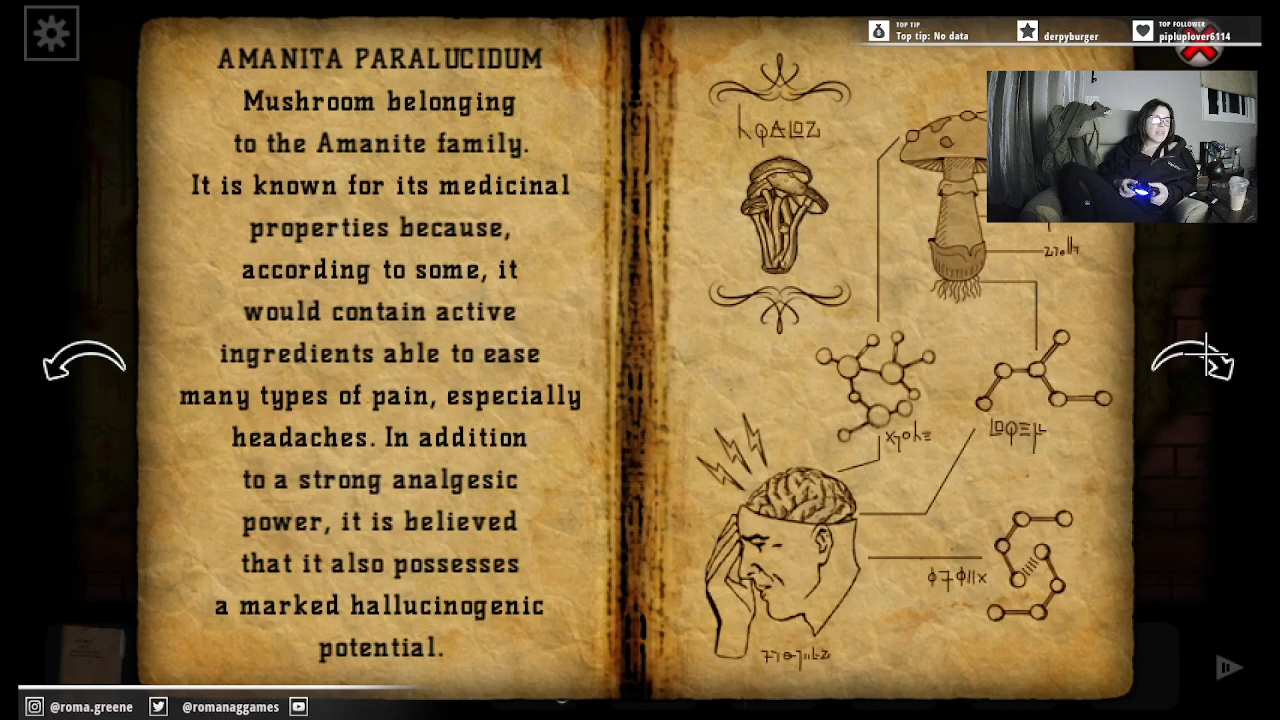 AMANITA PARALUCIDUM
Mushroom belonging
to the Amanite family.
It is known for its medicinal
properties because,
according to some, it
would contain active
ingredients able to ease
many types of pain, especially
headaches. In addition
to a strong analgesic
power, it is believed
that it also possesses
a marked hallucinogenic
potential.
TOP TIP
Top tip: No data
derpyburger
TOP FOLLOWER
pipluplover6114
@roma.greene
@romanaggames